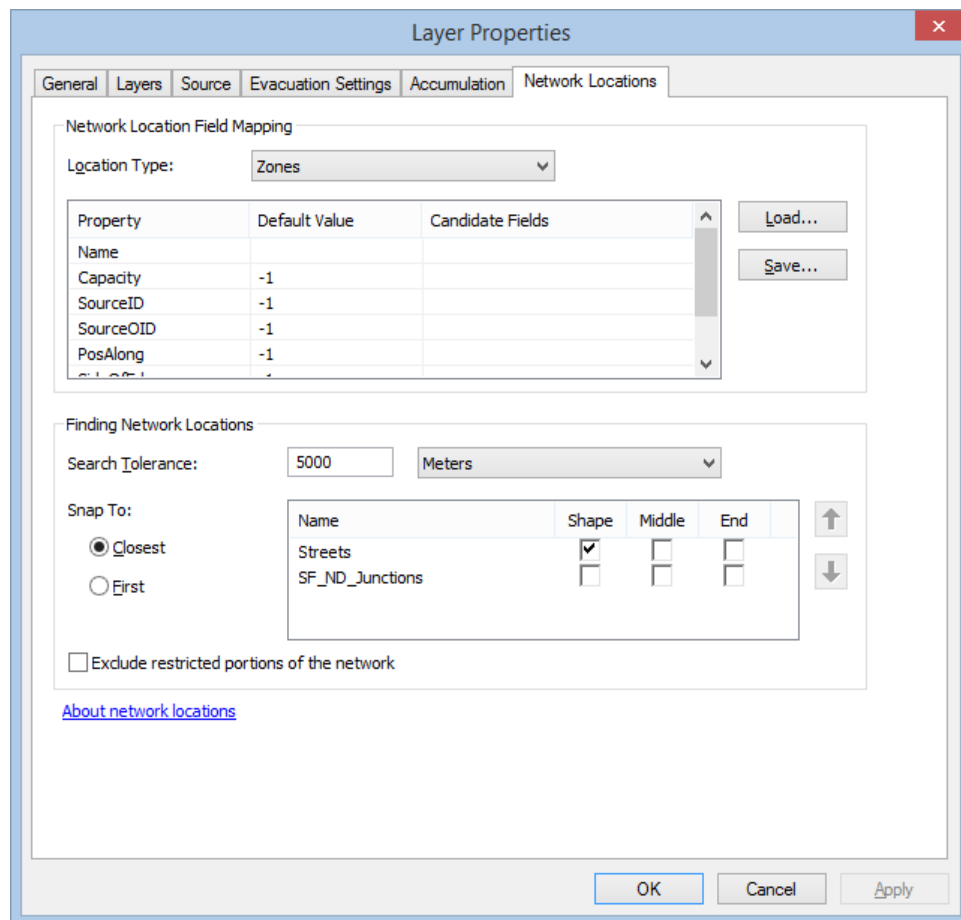 Layer Properties
General Layers Source Evacuation Settings Accumulation Network Locations
Network Location Field Mapping
Location Type: Zones
Property Default Value Candidate Fields
Load...
Name
Capacity -1
Save...
SourceID -1
SourceOID -1
PosAlong -1
Finding Network Locations
Search Tolerance: 5000 Meters
Snap To:
Name Shape Middle End
Closest
Streets
First
SF_ND_Junctions
Exclude restricted portions of the network
About network locations
OK Cancel Apply